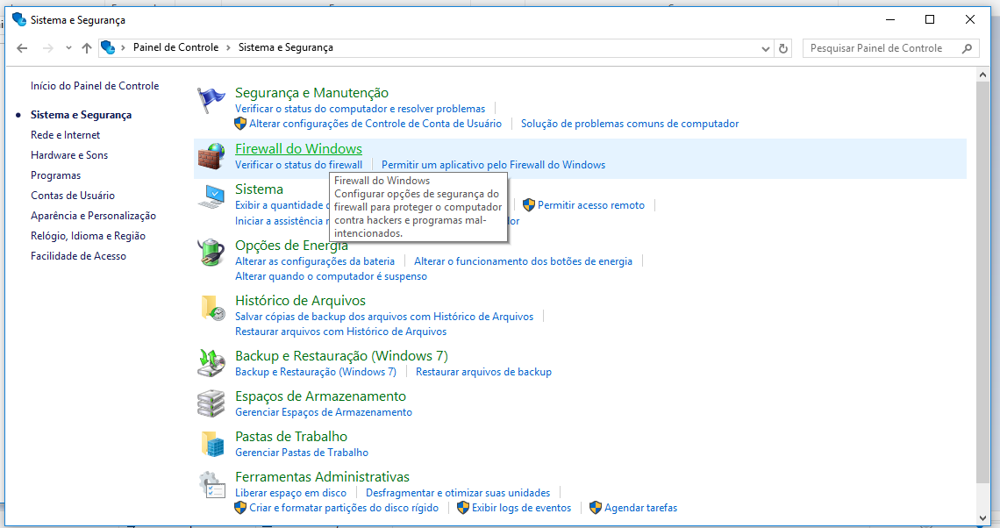 Sistema e Segurança
Painel de Controle > Sistema e Segurança
Pesquisar Painel de Controle
Início do Painel de Controle
Sistema e Segurança
Rede e Internet
Hardware e Sons
Programas
Contas de Usuário
Aparência e Personalização
Relógio, Idioma e Região
Facilidade de Acesso
Segurança e Manutenção
Verificar o status do computador e resolver problemas
Alterar configurações de Controle de Conta de Usuário
Solução de problemas comuns de computador
Firewall do Windows
Verificar o status do firewall
Permitir um aplicativo pelo Firewall do Windows
Firewall do Windows
Configurar opções de segurança do
firewall para proteger o computador
contra hackers e programas mal-
intencionados.
Sistema
Exibir a quantidade
Permitir acesso remoto
Iniciar a assistência
Opções de Energia
Alterar as configurações da bateria
Alterar o funcionamento dos botões de energia
Alterar quando o computador é suspenso
Histórico de Arquivos
Salvar cópias de backup dos arquivos com Histórico de Arquivos
Restaurar arquivos com Histórico de Arquivos
Backup e Restauração (Windows 7)
Backup e Restauração (Windows 7)
Restaurar arquivos de backup
Espaços de Armazenamento
Gerenciar Espaços de Armazenamento
Pastas de Trabalho
Gerenciar Pastas de Trabalho
Ferramentas Administrativas
Liberar espaço em disco
Desfragmentar e otimizar suas unidades
Criar e formatar partições do disco rígido
Exibir logs de eventos
Agendar tarefas